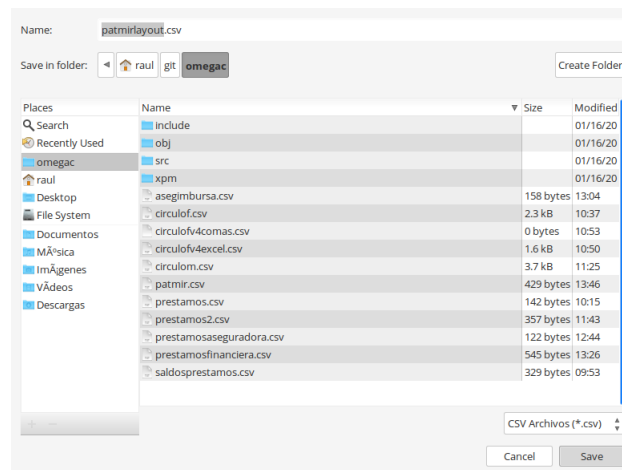 Name: patmirlayout.csv
Save in folder: raul git omegac Create Folder
Places Name Size Modified
Search include 01/16/20
Recently Used obj 01/16/20
omegac src 01/16/20
raul xpm 01/16/20
Desktop asegimbursa.csv 158 bytes 13:04
File System circulof.csv 2.3 kB 10:37
Documentos circulofv4comas.csv 0 bytes 10:53
MÃºsica circulofv4excel.csv 1.6 kB 10:50
ImÃ¡genes circulom.csv 3.7 kB 11:25
VÃ­deos patmir.csv 429 bytes 13:46
Descargas prestamos.csv 142 bytes 10:15
prestamos2.csv 357 bytes 11:43
prestamosaseguradora.csv 122 bytes 12:44
prestamosfinanciera.csv 545 bytes 13:26
saldosprestamos.csv 329 bytes 09:53
CSV Archivos (*.csv)
Cancel Save